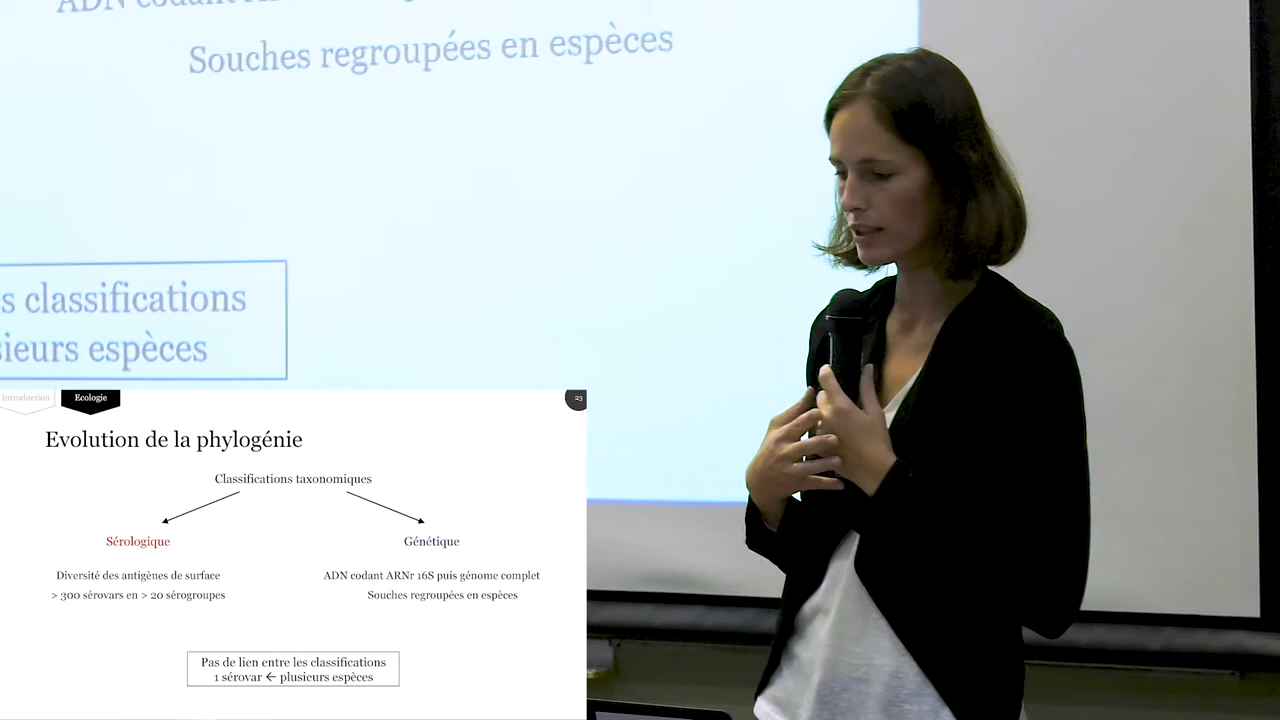 ADN codant
Souches regroupées en espèces
classifications
espèces
Introduction
Ecologie
23
Evolution de la phylogénie
Classifications taxonomiques
Sérologique
Génétique
Diversité des antigènes de surface
ADN codant ARNr 16S puis génome complet
> 300 sérovars en > 20 sérogroupes
Souches regroupées en espèces
Pas de lien entre les classifications
1 sérovar ← plusieurs espèces